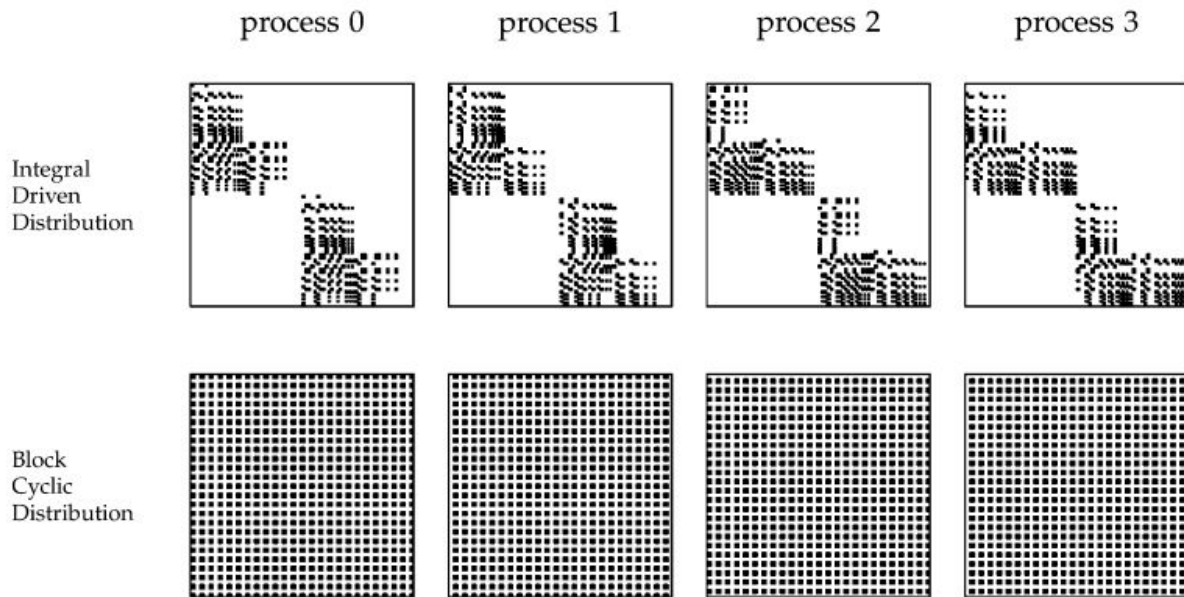 process 0 process 1 process 2 process 3
Integral
Driven
Distribution
Block
Cyclic
Distribution